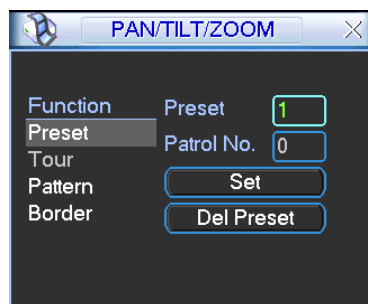 PAN/TILT/ZOOM
Function
Preset
Tour
Pattern
Border
Preset 1
Patrol No. 0
Set
Del Preset